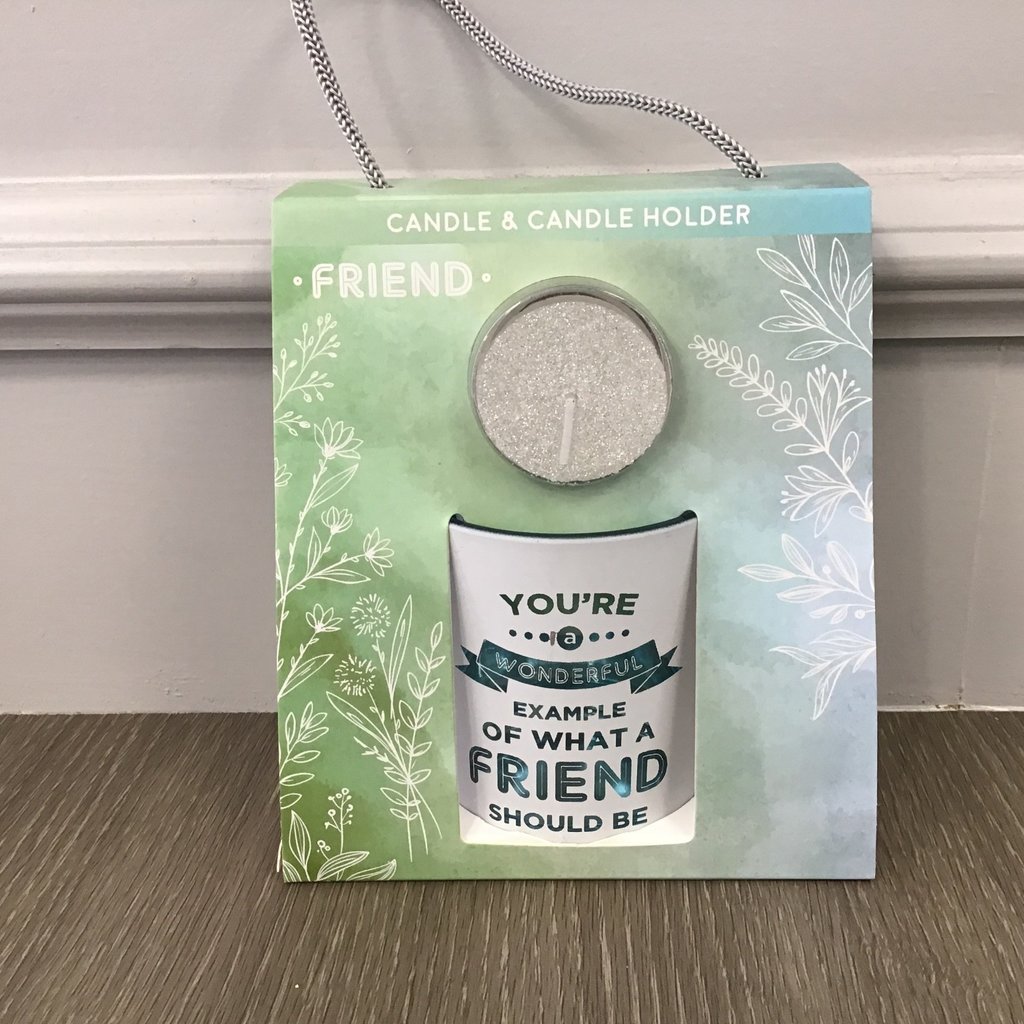 CANDLE & CANDLE HOLDER
·FRIEND·
YOU'RE
a
WONDERFUL
EXAMPLE
OF WHAT A
FRIEND
SHOULD BE